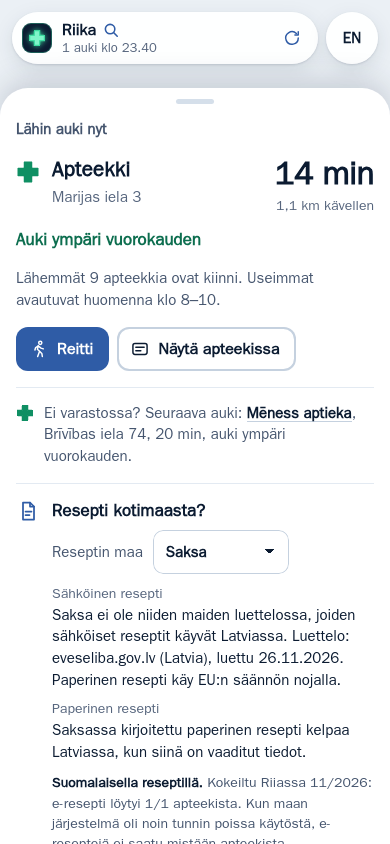 Riika
1 auki klo 23.40
EN
Lähin auki nyt
Apteekki
14 min
Marijas iela 3
1,1 km kävellen
Auki ympäri vuorokauden
Lähemmät 9 apteekkia ovat kiinni. Useimmat
avautuvat huomenna klo 8–10.
Reitti
Näytä apteekissa
Ei varastossa? Seuraava auki: Mēness aptieka,
Brīvības iela 74, 20 min, auki ympäri
vuorokauden.
Resepti kotimaasta?
Reseptin maa
Saksa
Sähköinen resepti
Saksa ei ole niiden maiden luettelossa, joiden
sähköiset reseptit käyvät Latviassa. Luettelo:
eveseliba.gov.lv (Latvia), luettu 26.11.2026.
Paperinen resepti käy EU:n säännön nojalla.
Paperinen resepti
Saksassa kirjoitettu paperinen resepti kelpaa
Latviassa, kun siinä on vaaditut tiedot.
Suomalaisella reseptillä. Kokeiltu Riiassa 11/2026:
e-resepti löytyi 1/1 apteekista. Kun maan
järjestelmä oli noin tunnin poissa käytöstä, e-
reseptejä ei saatu mistään apteekista.